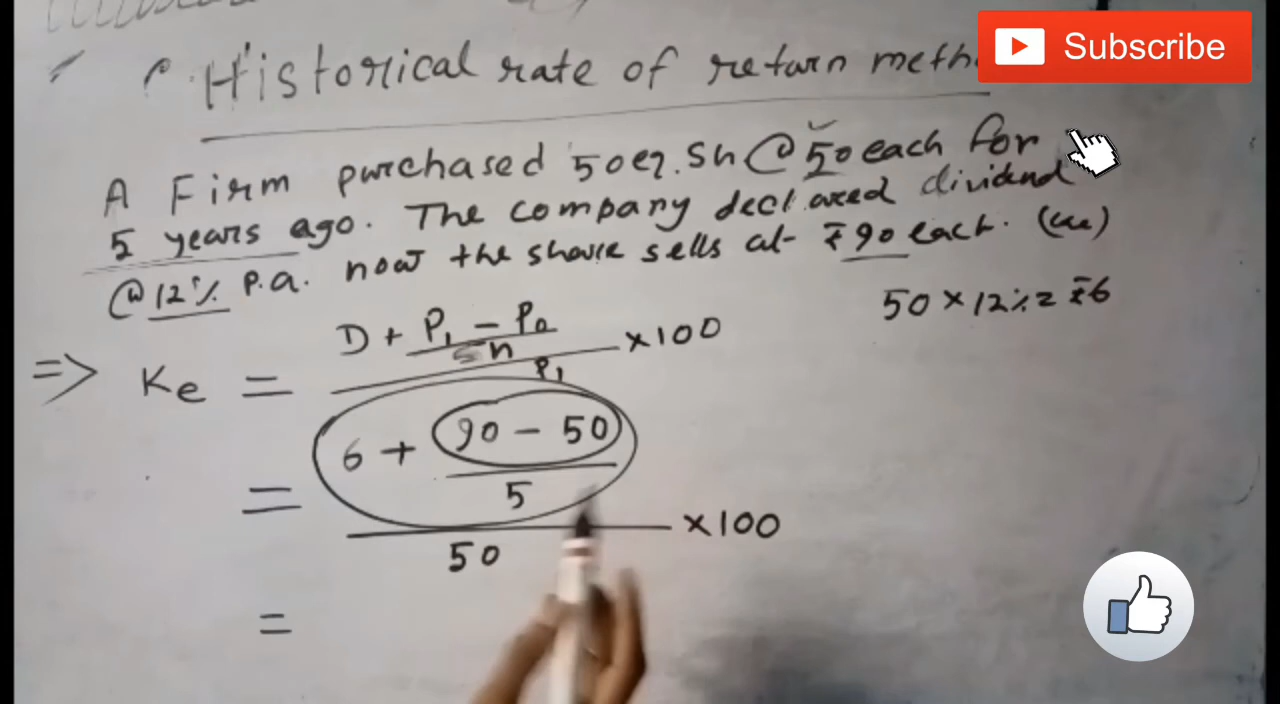 Subscribe
Historical rate of return meth
A Firm purchased 50 eq. Sh @ 50 each for
5 years ago. The company declared dividend
@ 12% p.a. now the share sells at ₹90 each. (Ke)
50 × 12% = ₹6
=> Ke = D + P₁ - P₀
n
P₁
×100
= 6 + 90 - 50
5
50
×100
=